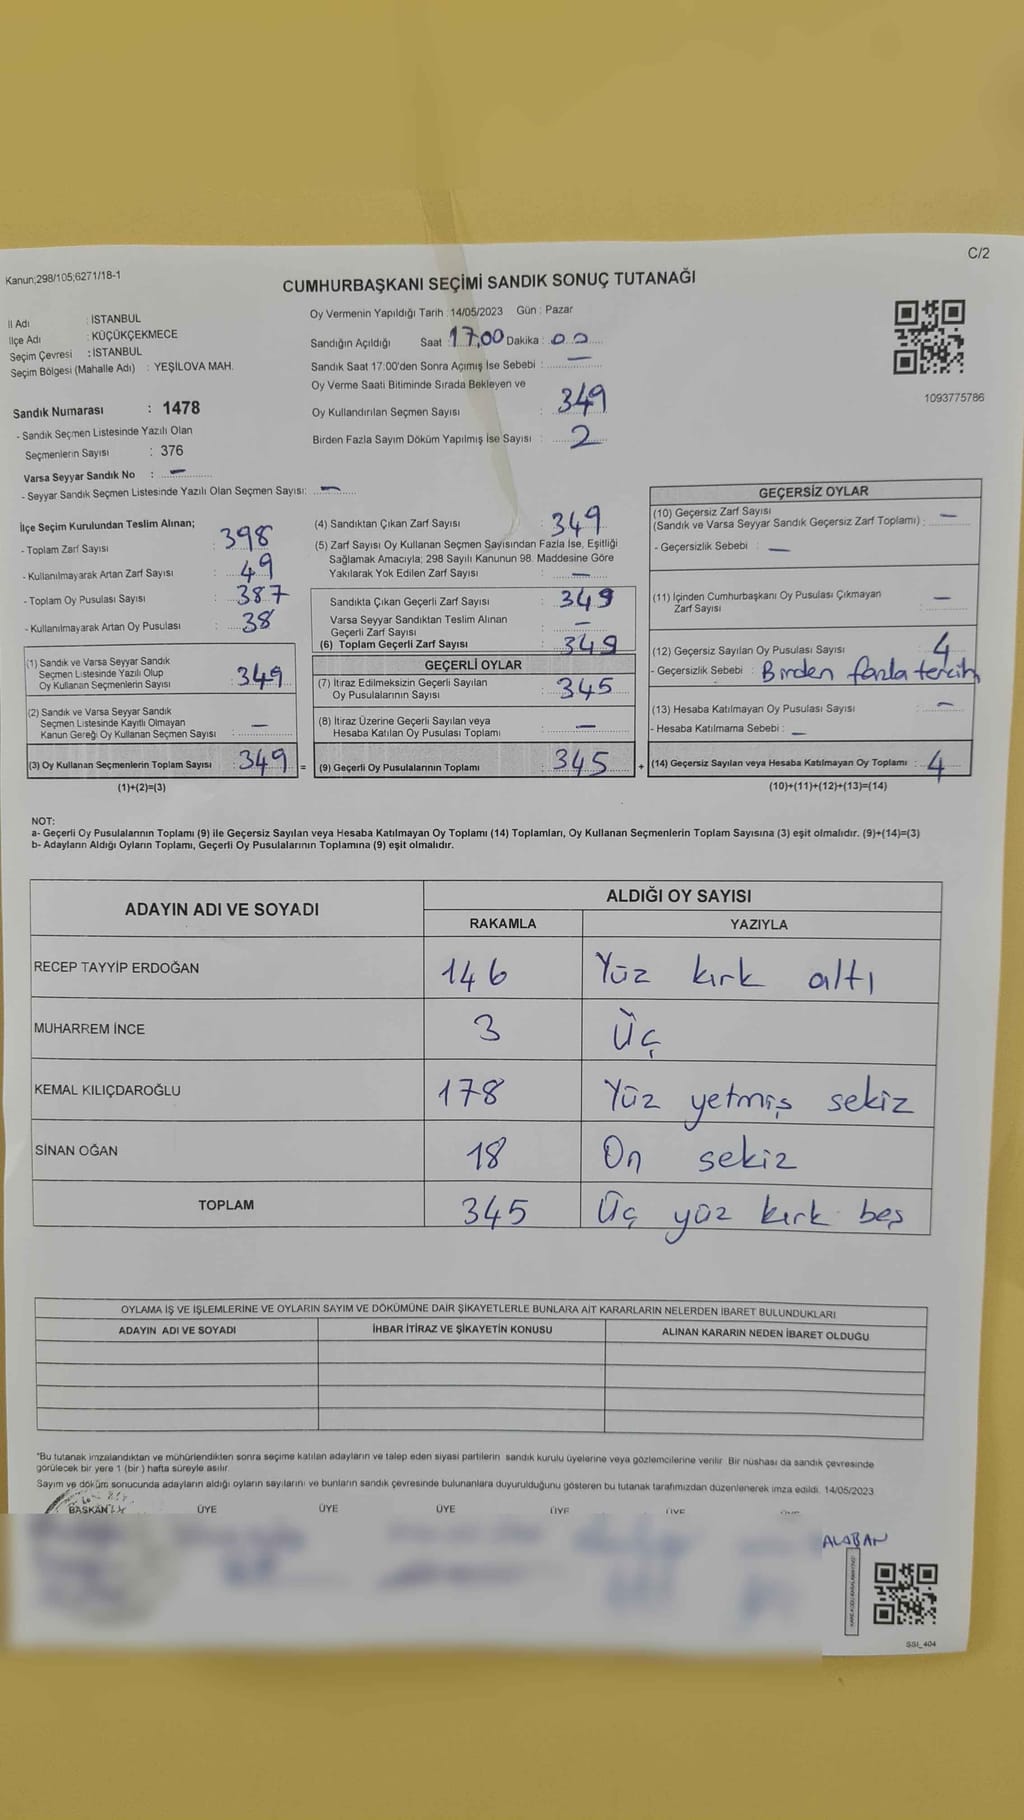 C/2
Kanun;298/105;6271/18-1
CUMHURBAŞKANI SEÇİMİ SANDIK SONUÇ TUTANAĞI
İl Adı : İSTANBUL
İlçe Adı : KÜÇÜKÇEKMECE
Seçim Çevresi : İSTANBUL
Seçim Bölgesi (Mahalle Adı) : YEŞİLOVA MAH.
Sandık Numarası : 1478
- Sandık Seçmen Listesinde Yazılı Olan
Seçmenlerin Sayısı : 376
Varsa Seyyar Sandık No : —
- Seyyar Sandık Seçmen Listesinde Yazılı Olan Seçmen Sayısı: —
Oy Vermenin Yapıldığı Tarih : 14/05/2023 Gün : Pazar
Sandığın Açıldığı Saat : 17,00 Dakika : 00
Sandık Saat 17:00'den Sonra Açımış İse Sebebi : —
Oy Verme Saati Bitiminde Sırada Bekleyen ve
Oy Kullandırılan Seçmen Sayısı : 349
Birden Fazla Sayım Döküm Yapılmış İse Sayısı : 2
1093775786
İlçe Seçim Kurulundan Teslim Alınan;
- Toplam Zarf Sayısı : 398
- Kullanılmayarak Artan Zarf Sayısı : 49
- Toplam Oy Pusulası Sayısı : 387
- Kullanılmayarak Artan Oy Pusulası : 38
(1) Sandık ve Varsa Seyyar Sandık
Seçmen Listesinde Yazılı Olup
Oy Kullanan Seçmenlerin Sayısı : 349
(2) Sandık ve Varsa Seyyar Sandık
Seçmen Listesinde Kayıtlı Olmayan
Kanun Gereği Oy Kullanan Seçmen Sayısı : —
(3) Oy Kullanan Seçmenlerin Toplam Sayısı : 349 =
(1)+(2)=(3)
(4) Sandıktan Çıkan Zarf Sayısı : 349
(5) Zarf Sayısı Oy Kullanan Seçmen Sayısından Fazla İse, Eşitliği
Sağlamak Amacıyla; 298 Sayılı Kanunun 98. Maddesine Göre
Yakılarak Yok Edilen Zarf Sayısı : —
Sandıkta Çıkan Geçerli Zarf Sayısı : 349
Varsa Seyyar Sandıktan Teslim Alınan
Geçerli Zarf Sayısı : —
(6) Toplam Geçerli Zarf Sayısı : 349
GEÇERLİ OYLAR
(7) İtiraz Edilmeksizin Geçerli Sayılan
Oy Pusulalarının Sayısı : 345
(8) İtiraz Üzerine Geçerli Sayılan veya
Hesaba Katılan Oy Pusulası Toplamı : —
(9) Geçerli Oy Pusulalarının Toplamı : 345 +
GEÇERSİZ OYLAR
(10) Geçersiz Zarf Sayısı
(Sandık ve Varsa Seyyar Sandık Geçersiz Zarf Toplamı) : —
- Geçersizlik Sebebi : —
(11) İçinden Cumhurbaşkanı Oy Pusulası Çıkmayan
Zarf Sayısı : —
(12) Geçersiz Sayılan Oy Pusulası Sayısı : 4
- Geçersizlik Sebebi : Birden fazla tercih
(13) Hesaba Katılmayan Oy Pusulası Sayısı : —
- Hesaba Katılmama Sebebi : —
(14) Geçersiz Sayılan veya Hesaba Katılmayan Oy Toplamı : 4
(10)+(11)+(12)+(13)=(14)
NOT:
a- Geçerli Oy Pusulalarının Toplamı (9) ile Geçersiz Sayılan veya Hesaba Katılmayan Oy Toplamı (14) Toplamları, Oy Kullanan Seçmenlerin Toplam Sayısına (3) eşit olmalıdır. (9)+(14)=(3)
b- Adayların Aldığı Oyların Toplamı, Geçerli Oy Pusulalarının Toplamına (9) eşit olmalıdır.
ADAYIN ADI VE SOYADI
ALDIĞI OY SAYISI
RAKAMLA YAZIYLA
RECEP TAYYİP ERDOĞAN 146 Yüz kırk altı
MUHARREM İNCE 3 Üç
KEMAL KILIÇDAROĞLU 178 Yüz yetmiş sekiz
SİNAN OĞAN 18 On sekiz
TOPLAM 345 Üç yüz kırk beş
OYLAMA İŞ VE İŞLEMLERİNE VE OYLARIN SAYIM VE DÖKÜMÜNE DAİR ŞİKAYETLERLE BUNLARA AİT KARARLARIN NELERDEN İBARET BULUNDUKLARI
ADAYIN ADI VE SOYADI İHBAR İTİRAZ VE ŞİKAYETİN KONUSU ALINAN KARARIN NEDEN İBARET OLDUĞU
*Bu tutanak imzalandıktan ve mühürlendikten sonra seçime katılan adayların ve talep eden siyasi partilerin sandık kurulu üyelerine veya gözlemcilerine verilir. Bir nüshası da sandık çevresinde
görülecek bir yere 1 (bir) hafta süreyle asılır.
Sayım ve döküm sonucunda adayların aldığı oyların sayılarını ve bunların sandık çevresinde bulunanlara duyurulduğunu gösteren bu tutanak tarafımızdan düzenlenerek imza edildi. 14/05/2023
BAŞKAN ÜYE ÜYE ÜYE ÜYE ÜYE
ALABAN
SSI_404